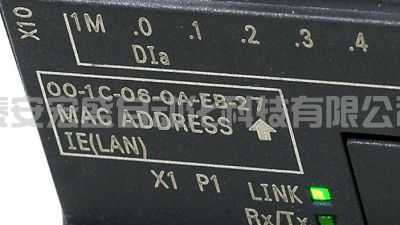 X10
1M .0 .1 .2 .3 .4
DIa
00-1C-06-0A-EB-27
MAC ADDRESS
IE(LAN)
X1 P1 LINK
Rx/Tx